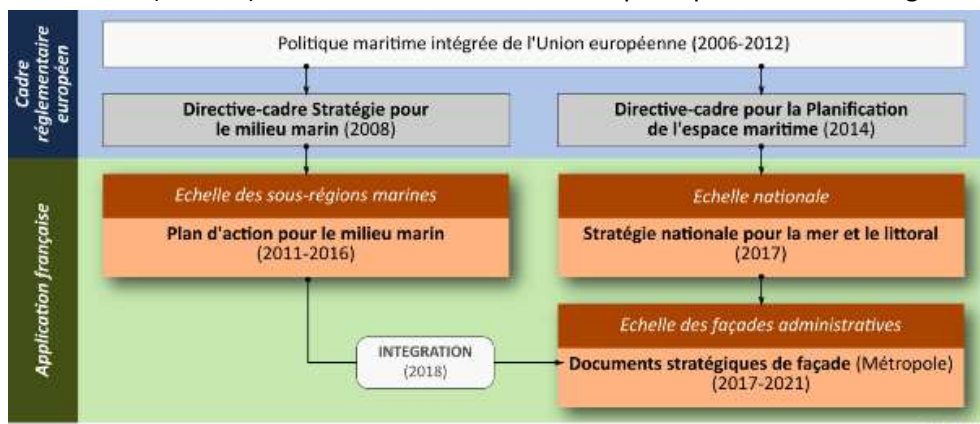 Cadre
réglementaire
européen
Politique maritime intégrée de l'Union européenne (2006-2012)
Directive-cadre Stratégie pour
le milieu marin (2008)
Directive-cadre pour la Planification
de l'espace maritime (2014)
Application française
Echelle des sous-régions marines
Plan d'action pour le milieu marin
(2011-2016)
Echelle nationale
Stratégie nationale pour la mer et le littoral
(2017)
Echelle des façades administratives
Documents stratégiques de façade (Métropole)
(2017-2021)
INTEGRATION
(2018)